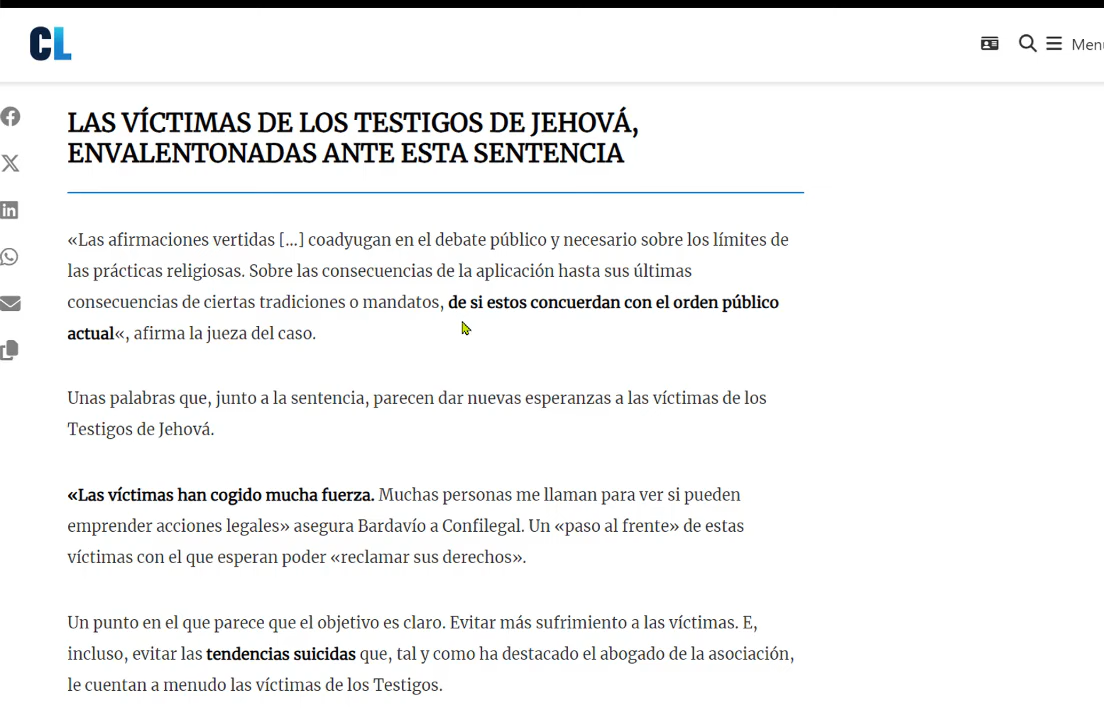 CL
Menu
LAS VÍCTIMAS DE LOS TESTIGOS DE JEHOVÁ,
ENVALENTONADAS ANTE ESTA SENTENCIA
«Las afirmaciones vertidas [...] coadyugan en el debate público y necesario sobre los límites de
las prácticas religiosas. Sobre las consecuencias de la aplicación hasta sus últimas
consecuencias de ciertas tradiciones o mandatos, de si estos concuerdan con el orden público
actual«, afirma la jueza del caso.
Unas palabras que, junto a la sentencia, parecen dar nuevas esperanzas a las víctimas de los
Testigos de Jehová.
«Las víctimas han cogido mucha fuerza. Muchas personas me llaman para ver si pueden
emprender acciones legales» asegura Bardavío a Confilegal. Un «paso al frente» de estas
víctimas con el que esperan poder «reclamar sus derechos».
Un punto en el que parece que el objetivo es claro. Evitar más sufrimiento a las víctimas. E,
incluso, evitar las tendencias suicidas que, tal y como ha destacado el abogado de la asociación,
le cuentan a menudo las víctimas de los Testigos.